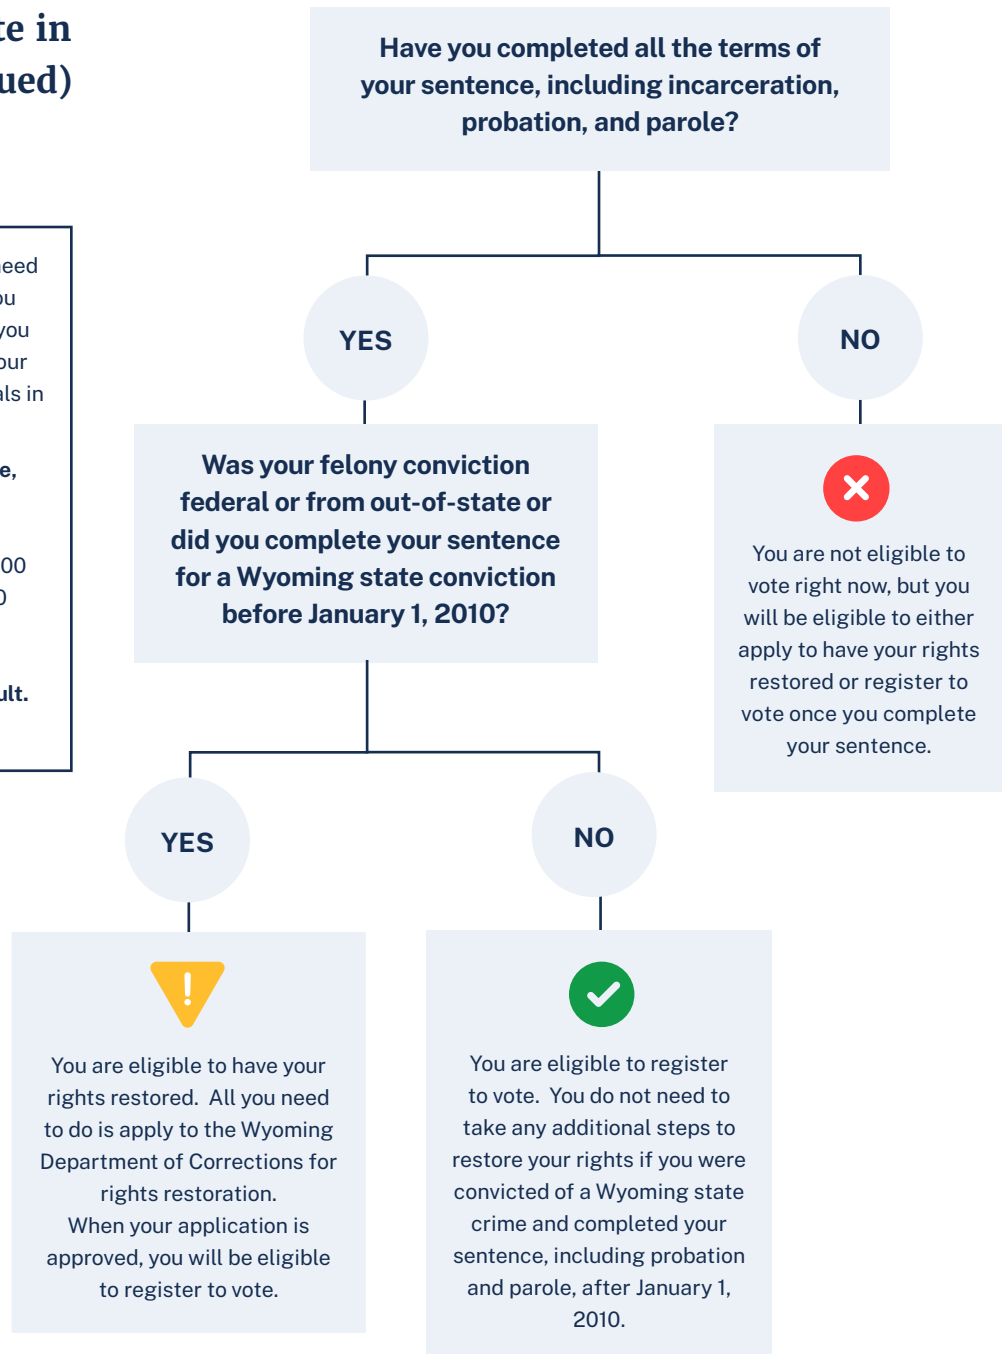 te in
ued)
need
ou
you
our
als in
e,
00
0
ult.
Have you completed all the terms of
your sentence, including incarceration,
probation, and parole?
YES
NO
Was your felony conviction
federal or from out-of-state or
did you complete your sentence
for a Wyoming state conviction
before January 1, 2010?
You are not eligible to
vote right now, but you
will be eligible to either
apply to have your rights
restored or register to
vote once you complete
your sentence.
YES
NO
You are eligible to have your
rights restored. All you need
to do is apply to the Wyoming
Department of Corrections for
rights restoration.
When your application is
approved, you will be eligible
to register to vote.
You are eligible to register
to vote. You do not need to
take any additional steps to
restore your rights if you were
convicted of a Wyoming state
crime and completed your
sentence, including probation
and parole, after January 1,
2010.